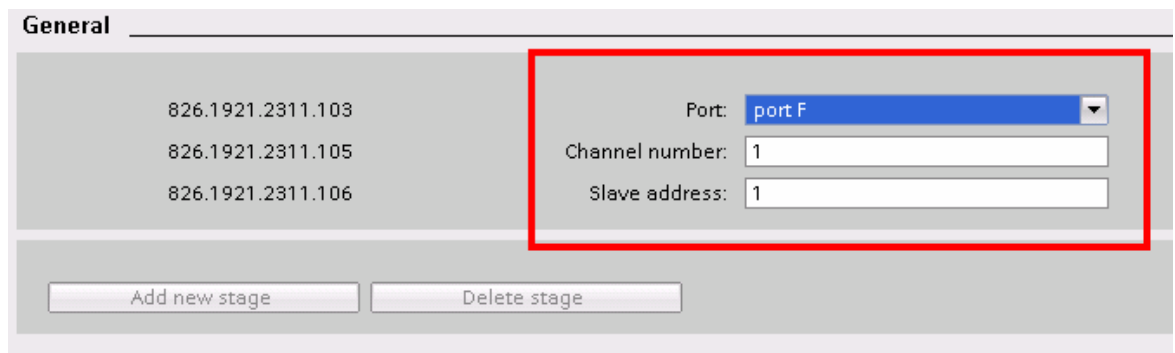 General
826.1921.2311.103 Port: port F
826.1921.2311.105 Channel number: 1
826.1921.2311.106 Slave address: 1
Add new stage Delete stage